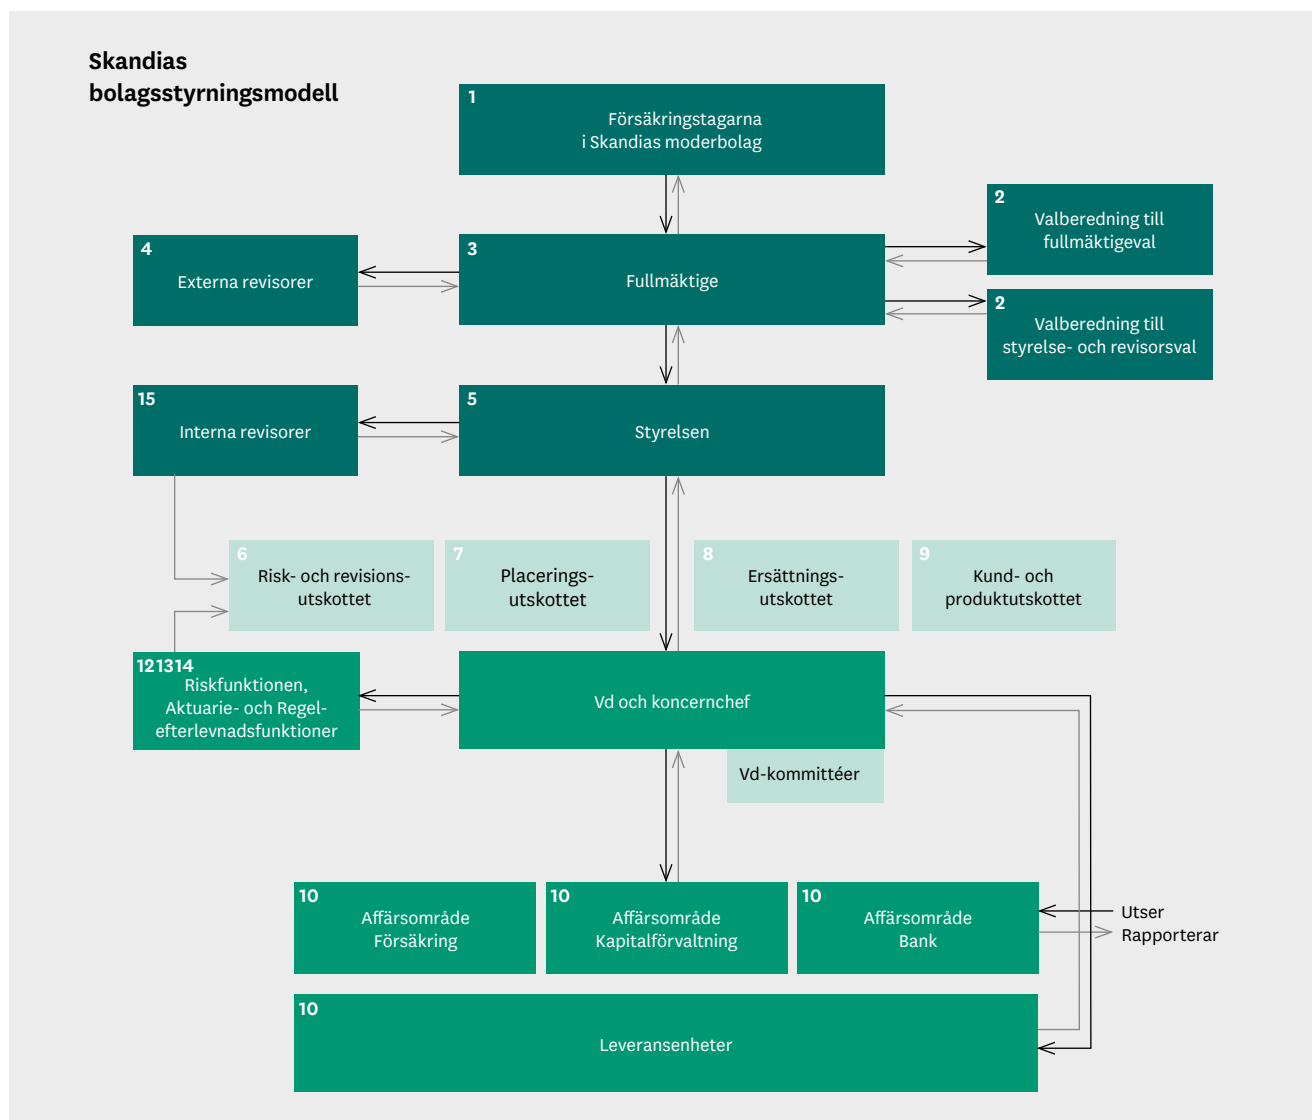 Skandias
bolagsstyrningsmodell
1
Försäkringstagarna
i Skandias moderbolag
2
Valberedning till
fullmäktigeval
4
Externa revisorer
3
Fullmäktige
2
Valberedning till
styrelse- och revisorsval
15
Interna revisorer
5
Styrelsen
6
Risk- och revisions-
utskottet
7
Placerings-
utskottet
8
Ersättnings-
utskottet
9
Kund- och
produktutskottet
12 13 14
Riskfunktionen,
Aktuarie- och Regel-
efterlevnadsfunktioner
Vd och koncernchef
Vd-kommittéer
10
Affärsområde
Försäkring
10
Affärsområde
Kapitalförvaltning
10
Affärsområde
Bank
Utser
Rapporterar
10
Leveransenheter